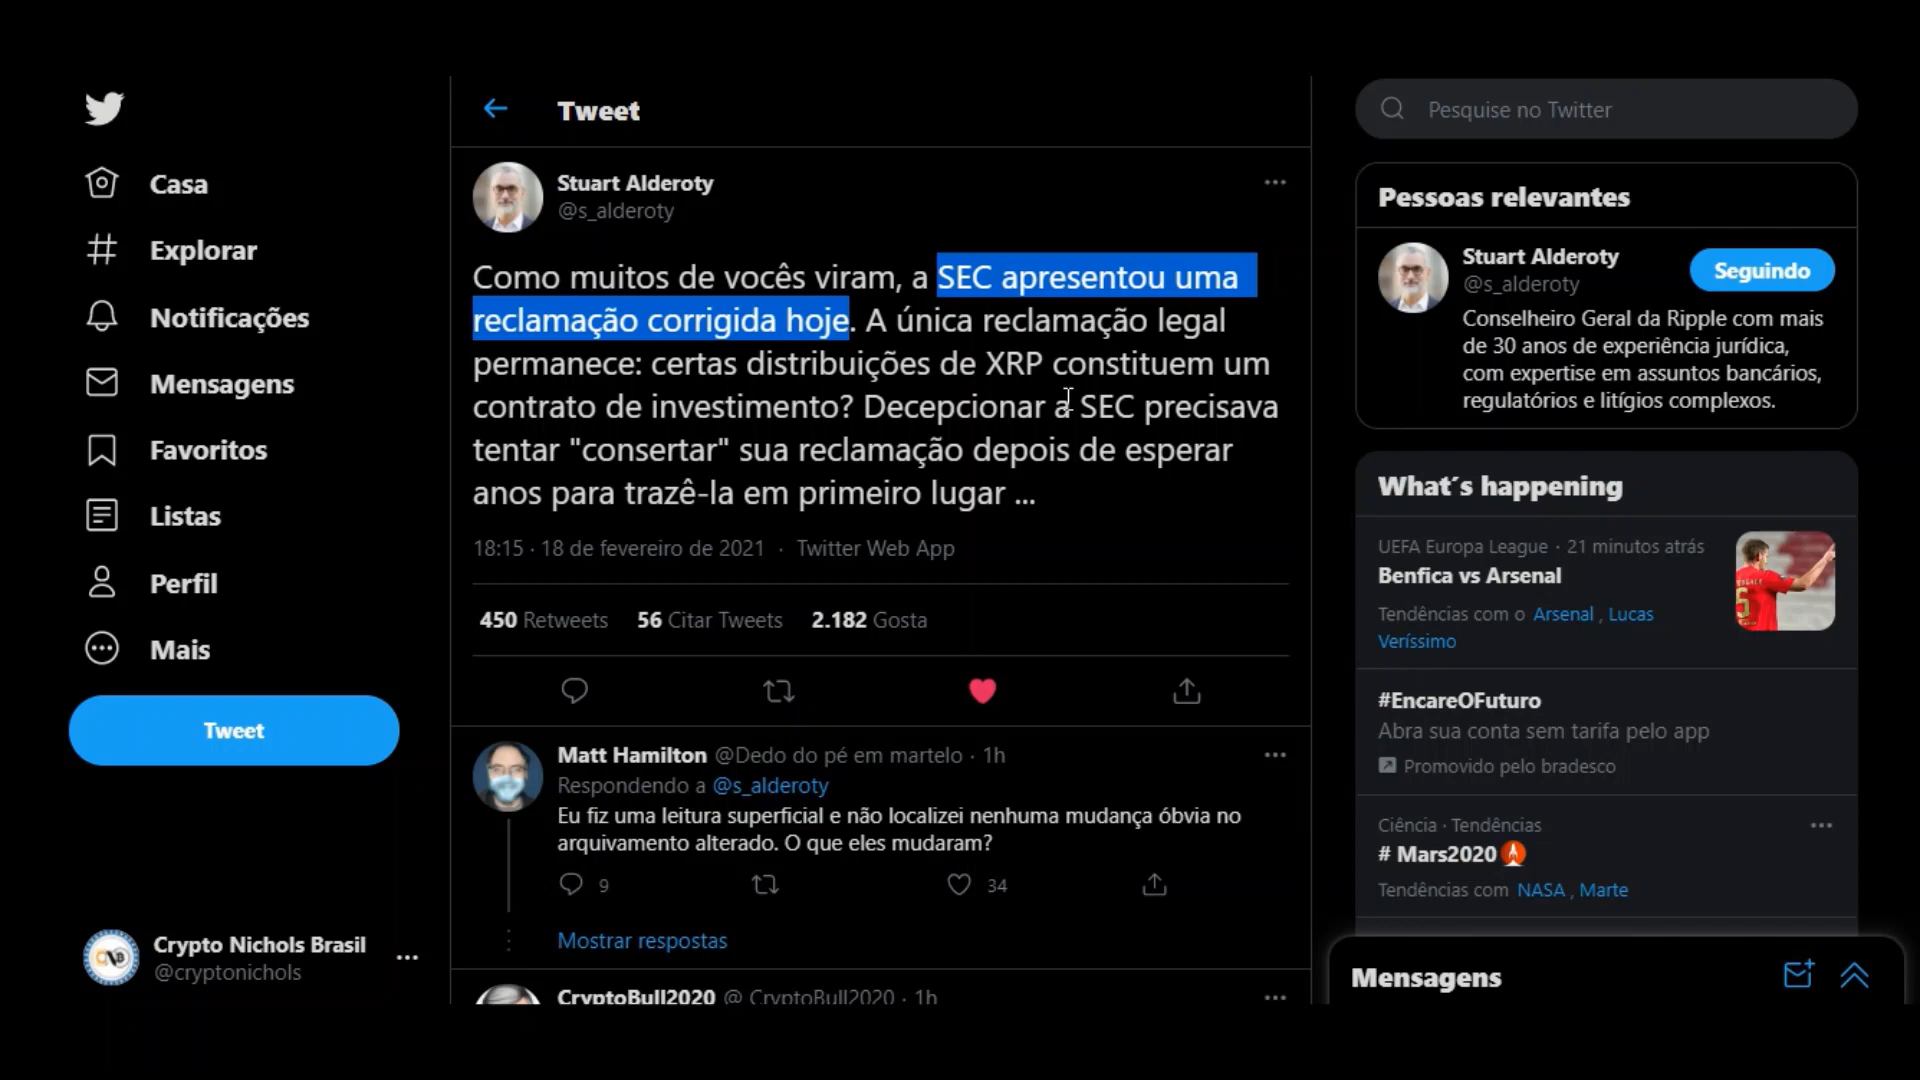 Casa
Explorar
Notificações
Mensagens
Favoritos
Listas
Perfil
Mais
Tweet
Crypto Nichols Brasil
@cryptonichols
Tweet
Stuart Alderoty
@s_alderoty
Como muitos de vocês viram, a SEC apresentou uma
reclamação corrigida hoje. A única reclamação legal
permanece: certas distribuições de XRP constituem um
contrato de investimento? Decepcionar a SEC precisava
tentar "consertar" sua reclamação depois de esperar
anos para trazê-la em primeiro lugar ...
18:15 · 18 de fevereiro de 2021 · Twitter Web App
450 Retweets 56 Citar Tweets 2.182 Gosta
Matt Hamilton @Dedo do pé em martelo · 1h
Respondendo a @s_alderoty
Eu fiz uma leitura superficial e não localizei nenhuma mudança óbvia no
arquivamento alterado. O que eles mudaram?
9 34
Mostrar respostas
CryptoBull2020 @ CryptoBull2020 · 1h
Pesquise no Twitter
Pessoas relevantes
Stuart Alderoty
@s_alderoty
Seguindo
Conselheiro Geral da Ripple com mais
de 30 anos de experiência jurídica,
com expertise em assuntos bancários,
regulatórios e litígios complexos.
What´s happening
UEFA Europa League · 21 minutos atrás
Benfica vs Arsenal
Tendências com o Arsenal , Lucas
Veríssimo
#EncareOFuturo
Abra sua conta sem tarifa pelo app
Promovido pelo bradesco
Ciência · Tendências
# Mars2020
Tendências com NASA , Marte
Mensagens